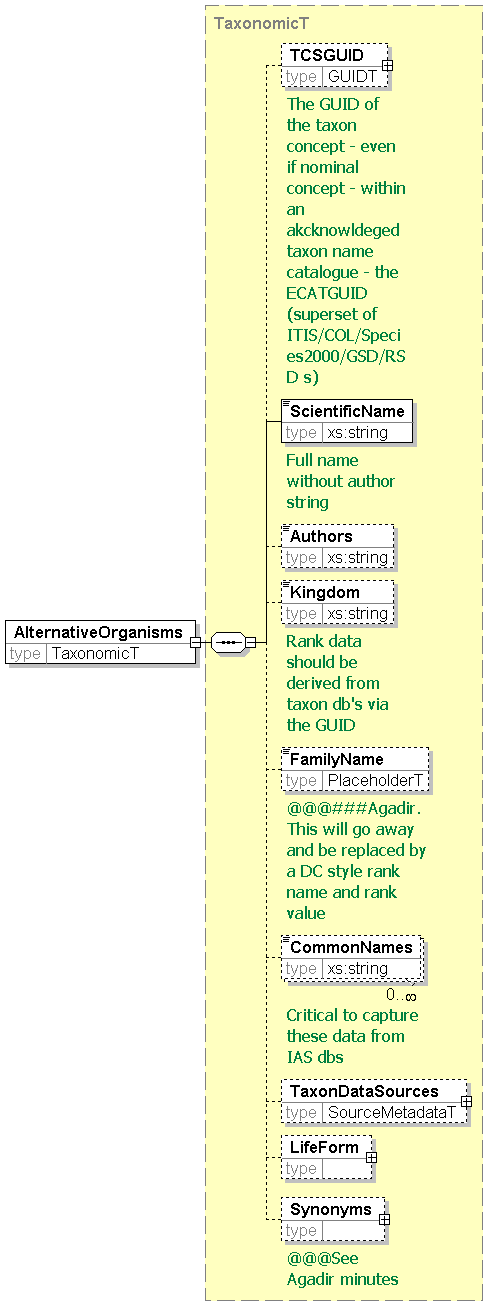 TaxonomicT
TCSGUID
type GUIDT
The GUID of
the taxon
concept - even
if nominal
concept - within
an
akcknowldeged
taxon name
catalogue - the
ECATGUID
(superset of
ITIS/COL/Speci
es2000/GSD/RS
D s)
ScientificName
type xs:string
Full name
without author
string
Authors
type xs:string
Kingdom
type xs:string
Rank data
should be
derived from
taxon db's via
the GUID
AlternativeOrganisms
type TaxonomicT
FamilyName
type PlaceholderT
@@@###Agadir.
This will go away
and be replaced by
a DC style rank
name and rank
value
CommonNames
type xs:string
0..∞
Critical to capture
these data from
IAS dbs
TaxonDataSources
type SourceMetadataT
LifeForm
type
Synonyms
type
@@@See
Agadir minutes